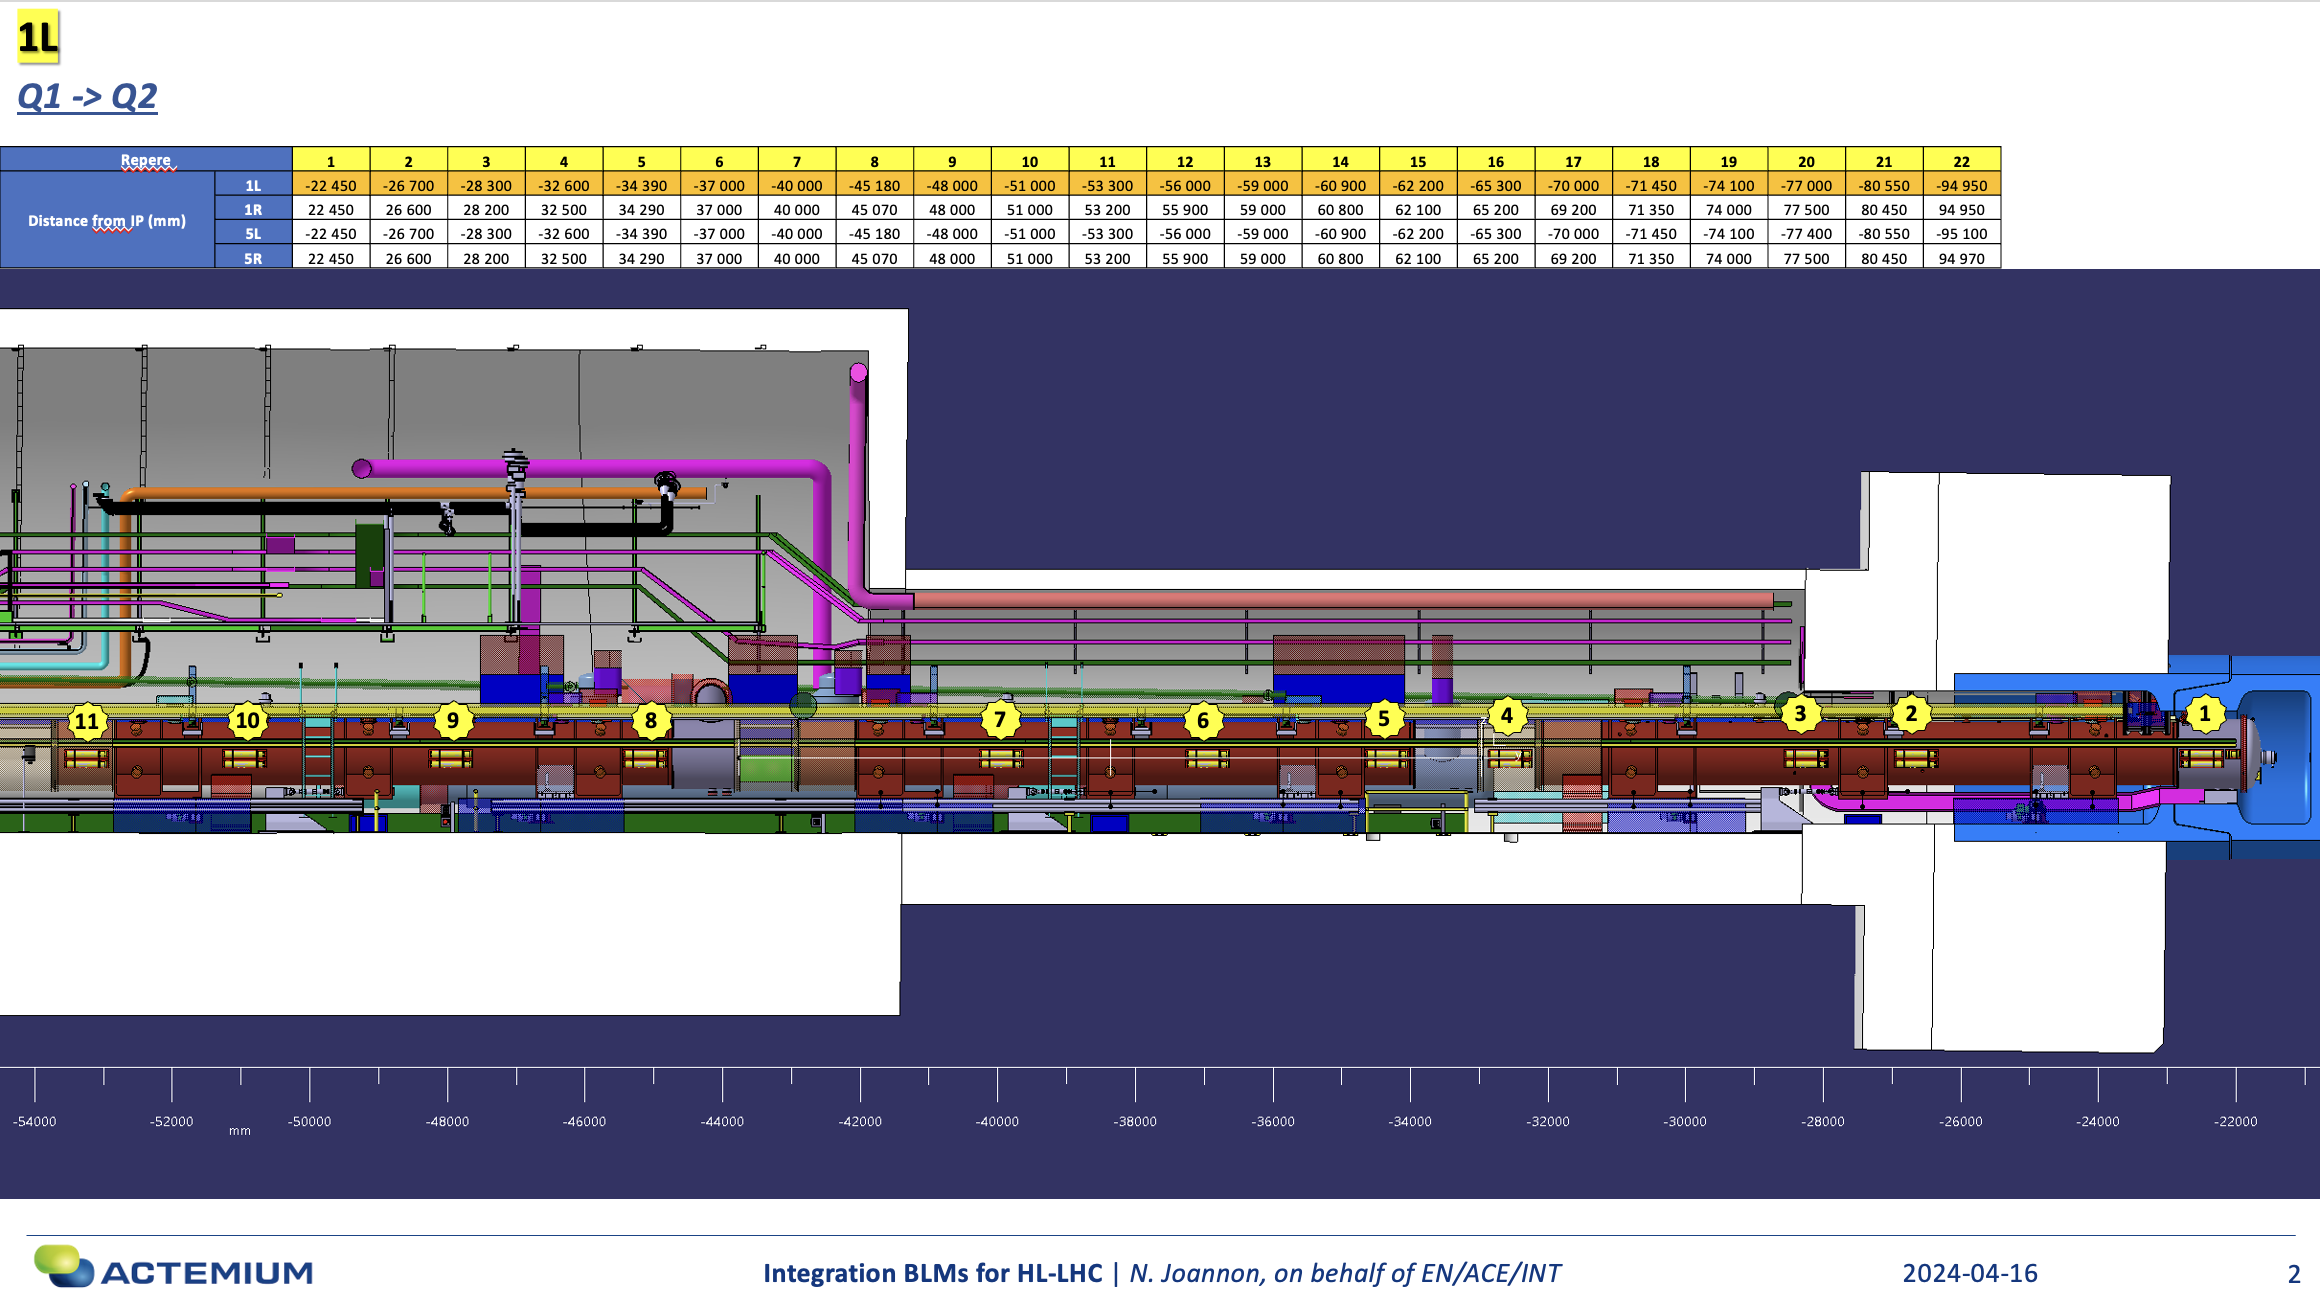 1L
Q1 -> Q2
Repere 1 2 3 4 5 6 7 8 9 10 11 12 13 14 15 16 17 18 19 20 21 22
Distance from IP (mm)
1L -22 450 -26 700 -28 300 -32 600 -34 390 -37 000 -40 000 -45 180 -48 000 -51 000 -53 300 -56 000 -59 000 -60 900 -62 200 -65 300 -70 000 -71 450 -74 100 -77 000 -80 550 -94 950
1R 22 450 26 600 28 200 32 500 34 290 37 000 40 000 45 070 48 000 51 000 53 200 55 900 59 000 60 800 62 100 65 200 69 200 71 350 74 000 77 500 80 450 94 950
5L -22 450 -26 700 -28 300 -32 600 -34 390 -37 000 -40 000 -45 180 -48 000 -51 000 -53 300 -56 000 -59 000 -60 900 -62 200 -65 300 -70 000 -71 450 -74 100 -77 400 -80 550 -95 100
5R 22 450 26 600 28 200 32 500 34 290 37 000 40 000 45 070 48 000 51 000 53 200 55 900 59 000 60 800 62 100 65 200 69 200 71 350 74 000 77 500 80 450 94 970
11 10 9 8 7 6 5 4 3 2 1
-54000 -52000 -50000 -48000 -46000 -44000 -42000 -40000 -38000 -36000 -34000 -32000 -30000 -28000 -26000 -24000 -22000
mm
ACTEMIUM
Integration BLMs for HL-LHC | N. Joannon, on behalf of EN/ACE/INT
2024-04-16
2